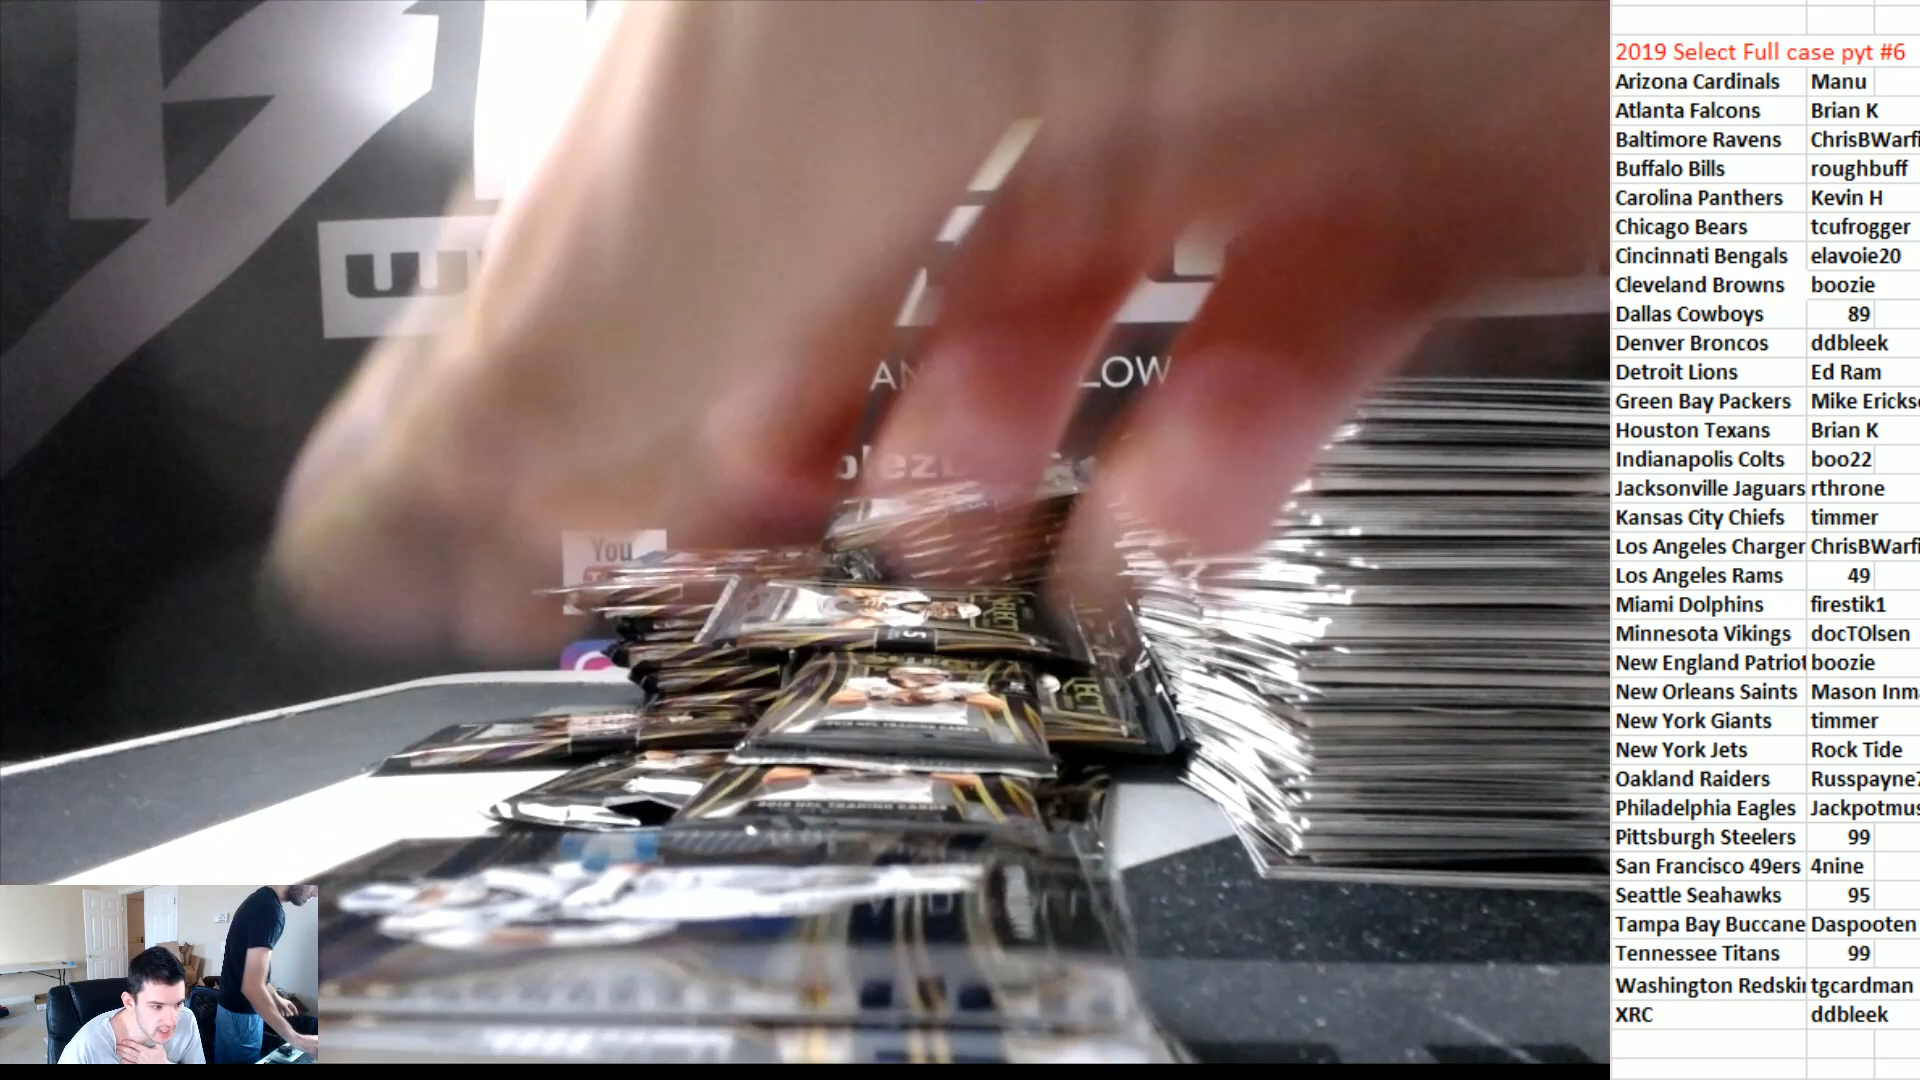 2019 Select Full case pyt #6
Arizona Cardinals Manu
Atlanta Falcons Brian K
Baltimore Ravens ChrisBWarfi
Buffalo Bills roughbuff
Carolina Panthers Kevin H
Chicago Bears tcufrogger
Cincinnati Bengals elavoie20
Cleveland Browns boozie
Dallas Cowboys 89
Denver Broncos ddbleek
Detroit Lions Ed Ram
Green Bay Packers Mike Erickso
Houston Texans Brian K
Indianapolis Colts boo22
Jacksonville Jaguars rthrone
Kansas City Chiefs timmer
Los Angeles Charger ChrisBWarfi
Los Angeles Rams 49
Miami Dolphins firestik1
Minnesota Vikings docTOlsen
New England Patriot boozie
New Orleans Saints Mason Inma
New York Giants timmer
New York Jets Rock Tide
Oakland Raiders Russpayne7
Philadelphia Eagles Jackpotmus
Pittsburgh Steelers 99
San Francisco 49ers 4nine
Seattle Seahawks 95
Tampa Bay Buccane Daspooten
Tennessee Titans 99
Washington Redskin tgcardman
XRC ddbleek
LOW
You